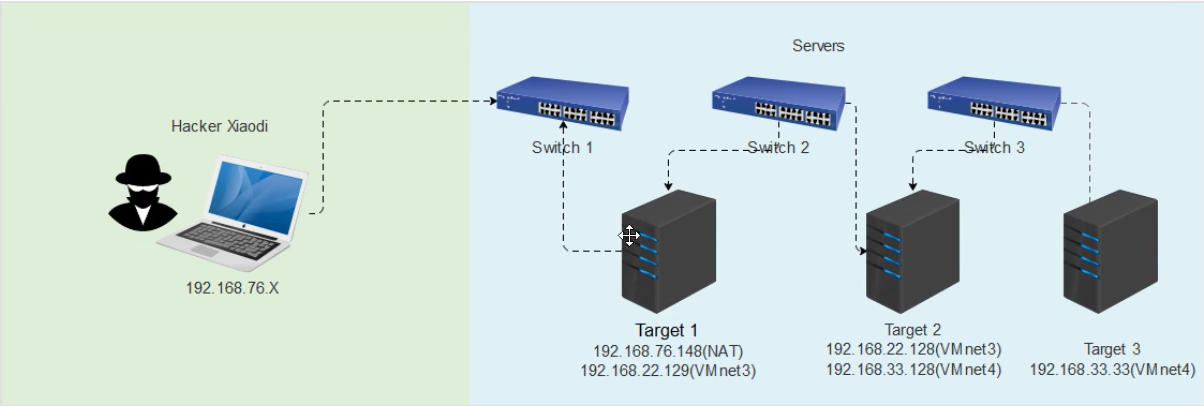 Servers
Hacker Xiaodi
192.168.76.X
Switch 1
Switch 2
Switch 3
Target 1
192.168.76.148(NAT)
192.168.22.129(VMnet3)
Target 2
192.168.22.128(VMnet3)
192.168.33.128(VMnet4)
Target 3
192.168.33.33(VMnet4)